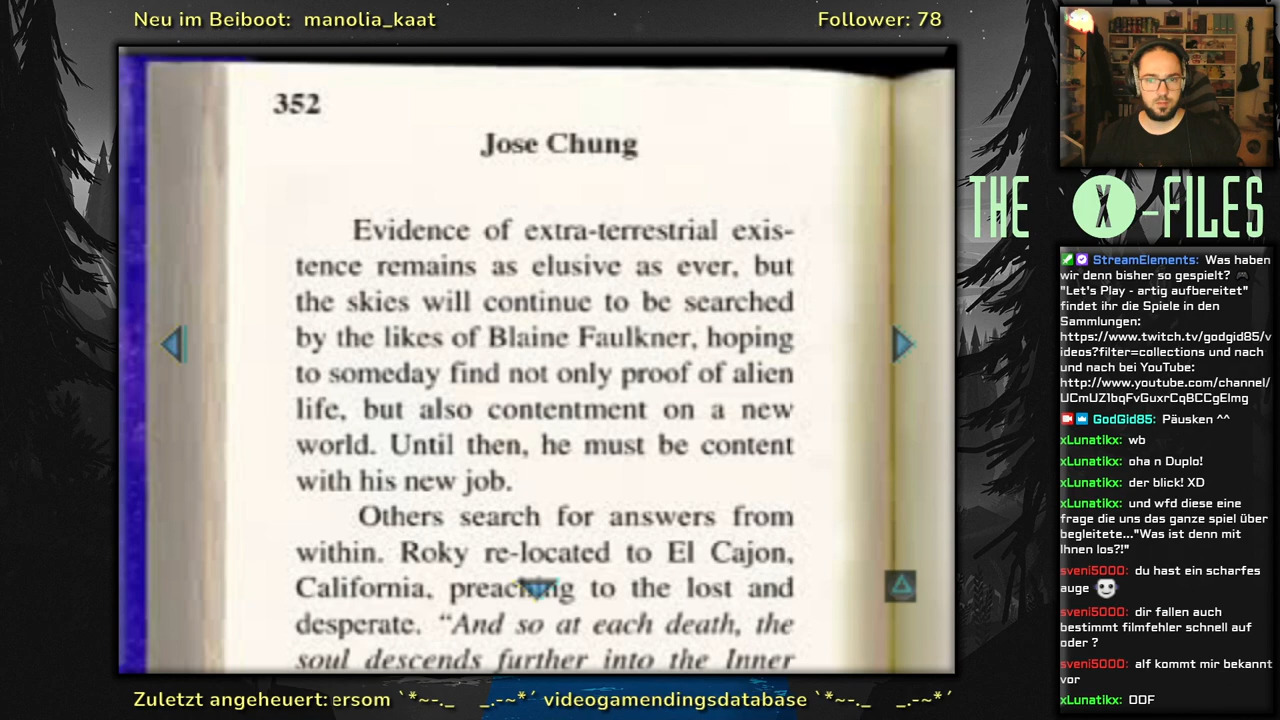 Neu im Beiboot: manolia_kaat
Follower: 78
352
Jose Chung
Evidence of extra-terrestrial exis-
tence remains as elusive as ever, but
the skies will continue to be searched
by the likes of Blaine Faulkner, hoping
to someday find not only proof of alien
life, but also contentment on a new
world. Until then, he must be content
with his new job.
Others search for answers from
within. Roky re-located to El Cajon,
California, preaching to the lost and
desperate. “And so at each death, the
soul descends further into the Inner
THE X-FILES
StreamElements: Was haben
wir denn bisher so gespielt?
"Let's Play - artig aufbereitet"
findet ihr die Spiele in den
Sammlungen:
https://www.twitch.tv/godgid85/v
ideos?filter=collections und nach
und nach bei YouTube:
http://www.youtube.com/channel/
GodGid85: Päusken ^^
xLunatikx: wb
xLunatikx: oha n Duplo!
xLunatikx: der blick! XD
xLunatikx: und wfd diese eine
frage die uns das ganze spiel über
begleitete..."Was ist denn mit
Ihnen los?!"
sveni5000: du hast ein scharfes
auge
sveni5000: dir fallen auch
bestimmt filmfehler schnell auf
oder ?
sveni5000: alf kommt mir bekannt
vor
xLunatikx: DOF
Zuletzt angeheuert: ersom `*~-._ _.-~*´ videogamendingsdatabase `*~-._ _.-~*´